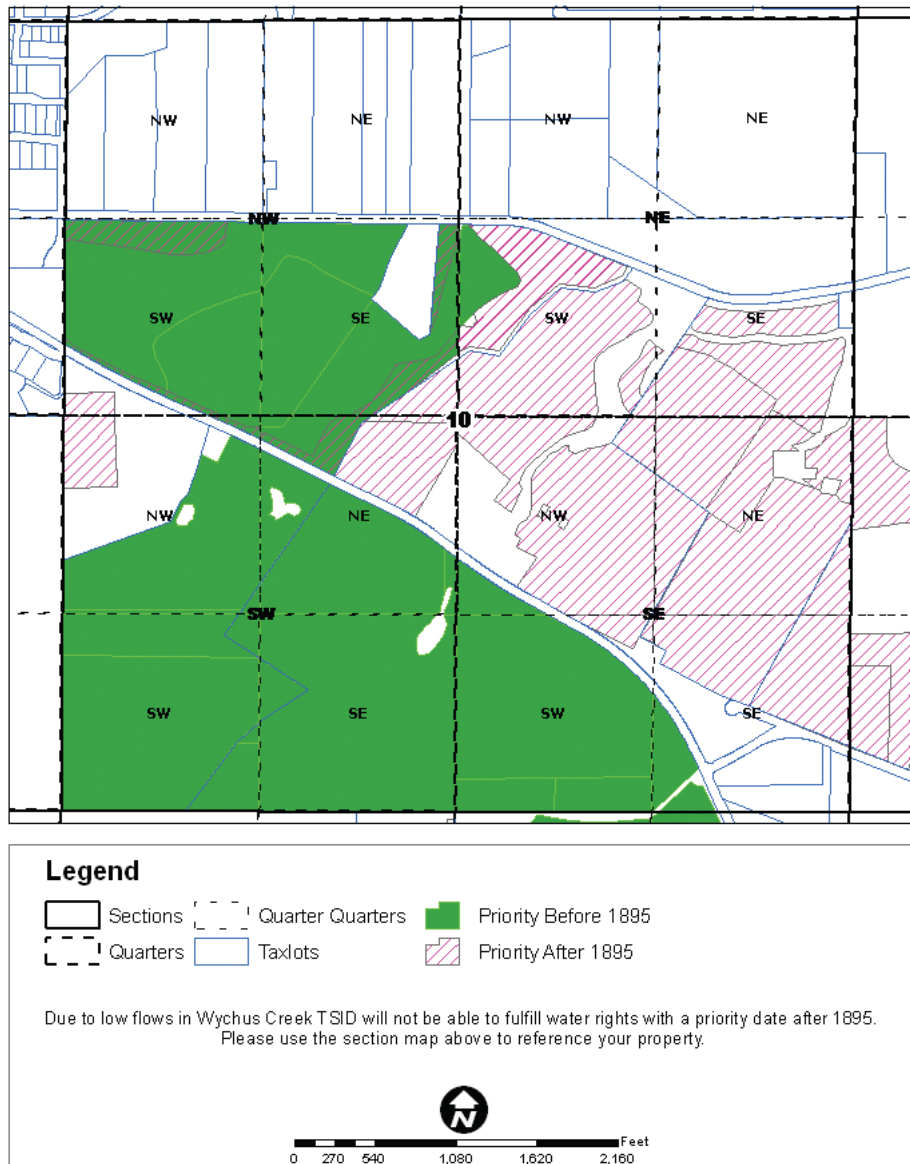 NW NE NW NE
NW NE
SW SE SW SE
10
NW NE NW NE
SW SE
SW SE SW SE
Legend
Sections Quarter Quarters Priority Before 1895
Quarters Taxlots Priority After 1895
Due to low flows in Wychus Creek TSID will not be able to fulfill water rights with a priority date after 1895.
Please use the section map above to reference your property.
N
Feet
0 270 540 1,080 1,620 2,160